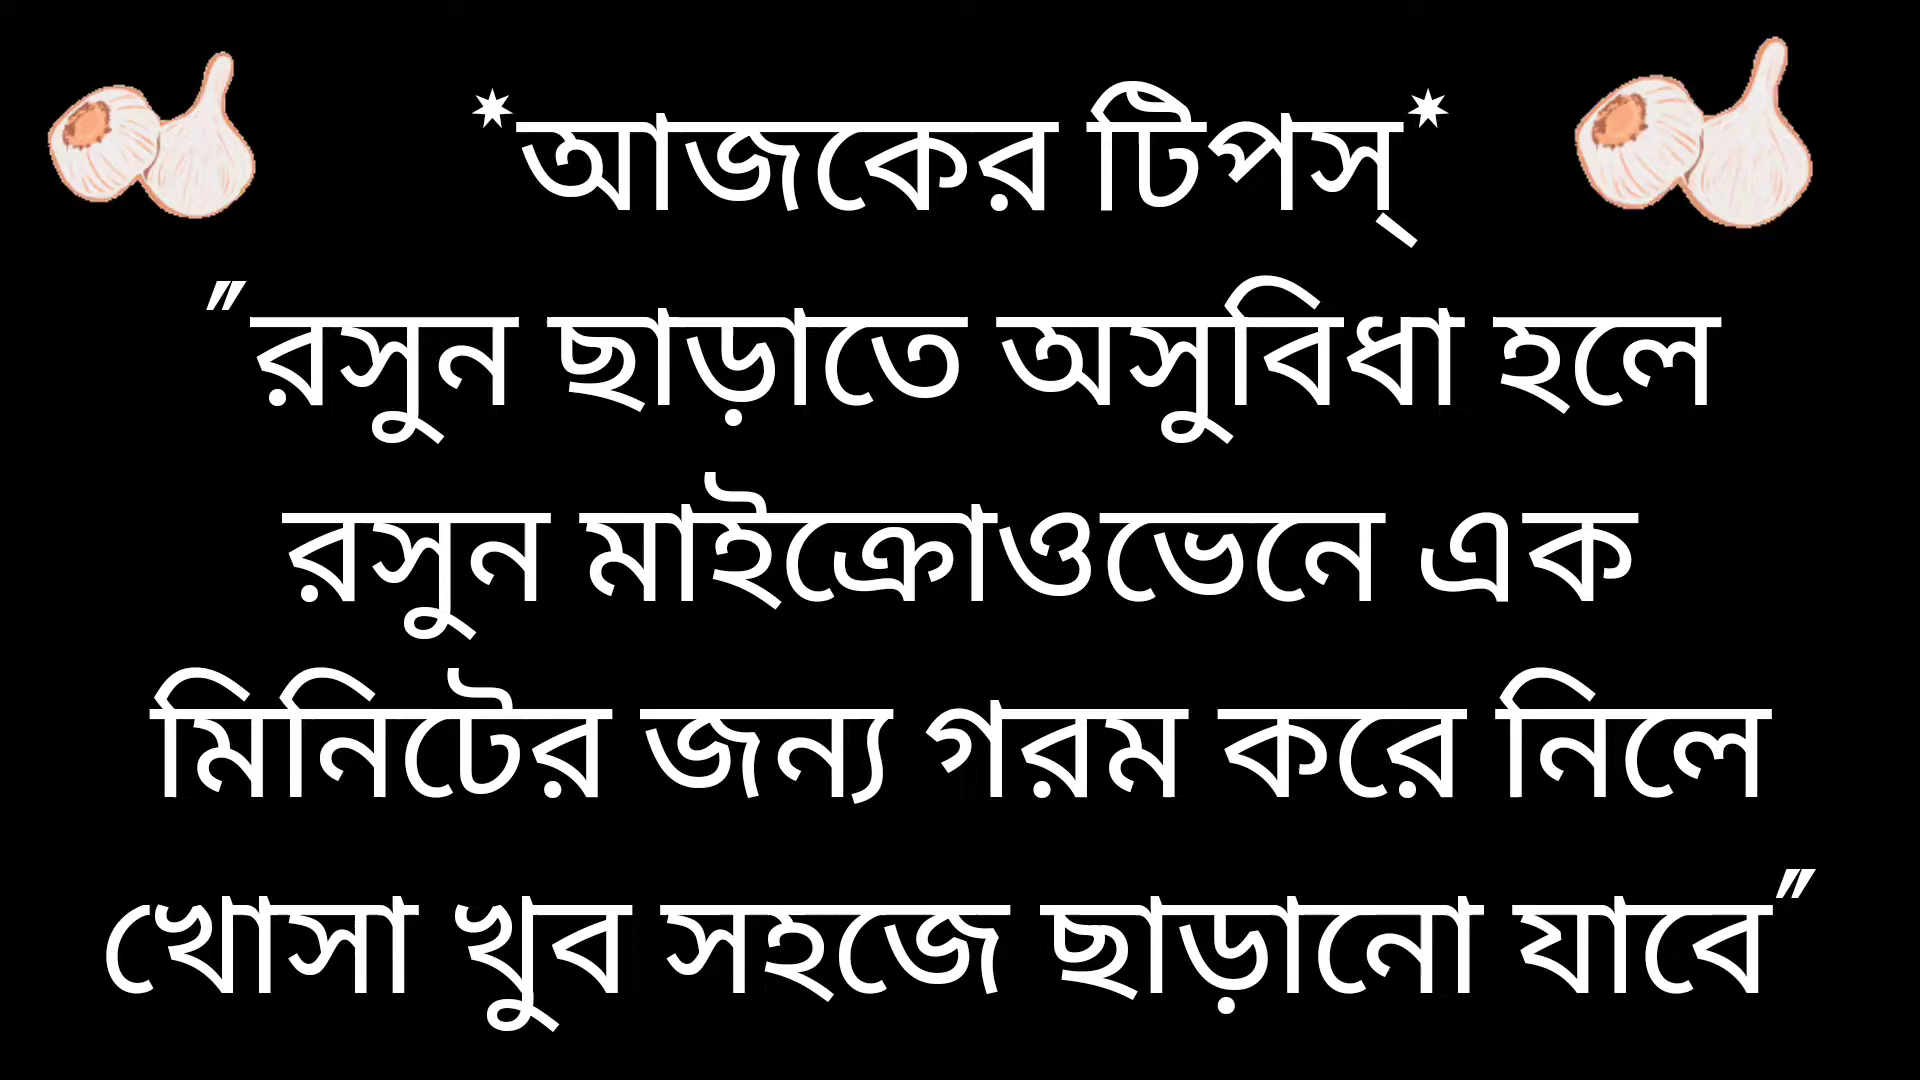 *আজকের টিপস্*
"রসুন ছাড়াতে অসুবিধা হলে
রসুন মাইক্রোওভেনে এক
মিনিটের জন্য গরম করে নিলে
খোসা খুব সহজে ছাড়ানো যাবে"